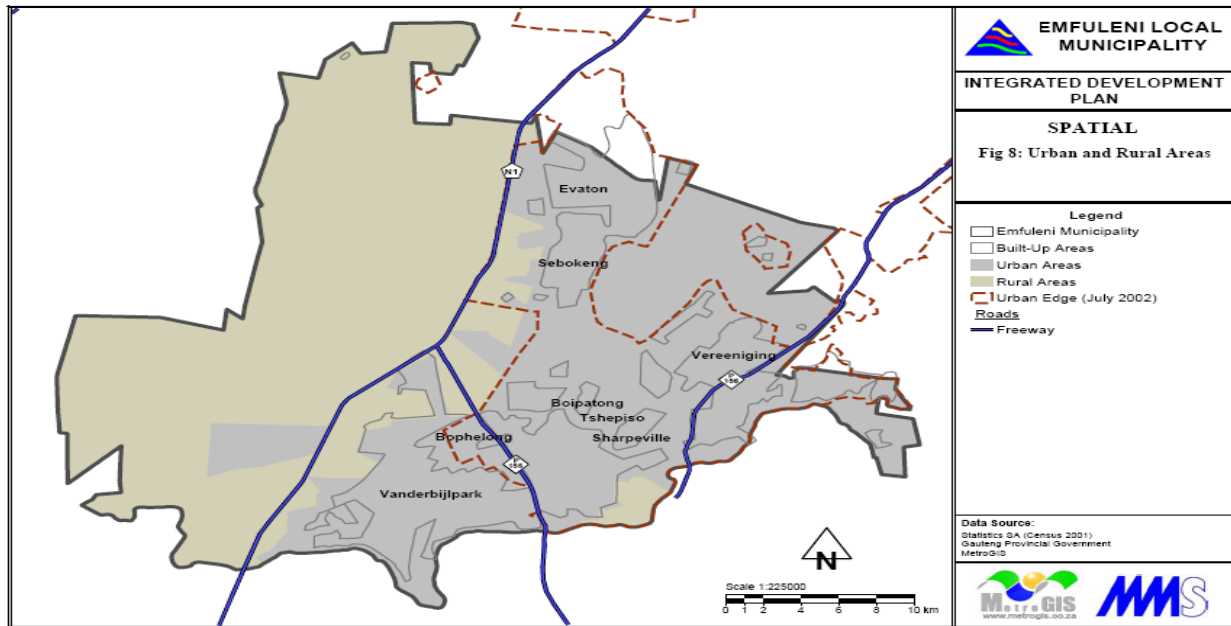 EMFULENI LOCAL
MUNICIPALITY
INTEGRATED DEVELOPMENT
PLAN
SPATIAL
Fig 8: Urban and Rural Areas
Legend
Emfuleni Municipality
Built-Up Areas
Urban Areas
Rural Areas
Urban Edge (July 2002)
Roads
Freeway
N1
Evaton
Sebokeng
Vereeniging
P
156
Boipatong
Tshepiso
Sharpeville
Bophelong
P
155
Vanderbijlpark
N
Scale 1:225000
0 2 4 6 8 10 km
Data Source:
Statistics SA (Census 2001)
Gauteng Provincial Government
MetroGIS
MetroGIS
www.metrogis.co.za
MMS